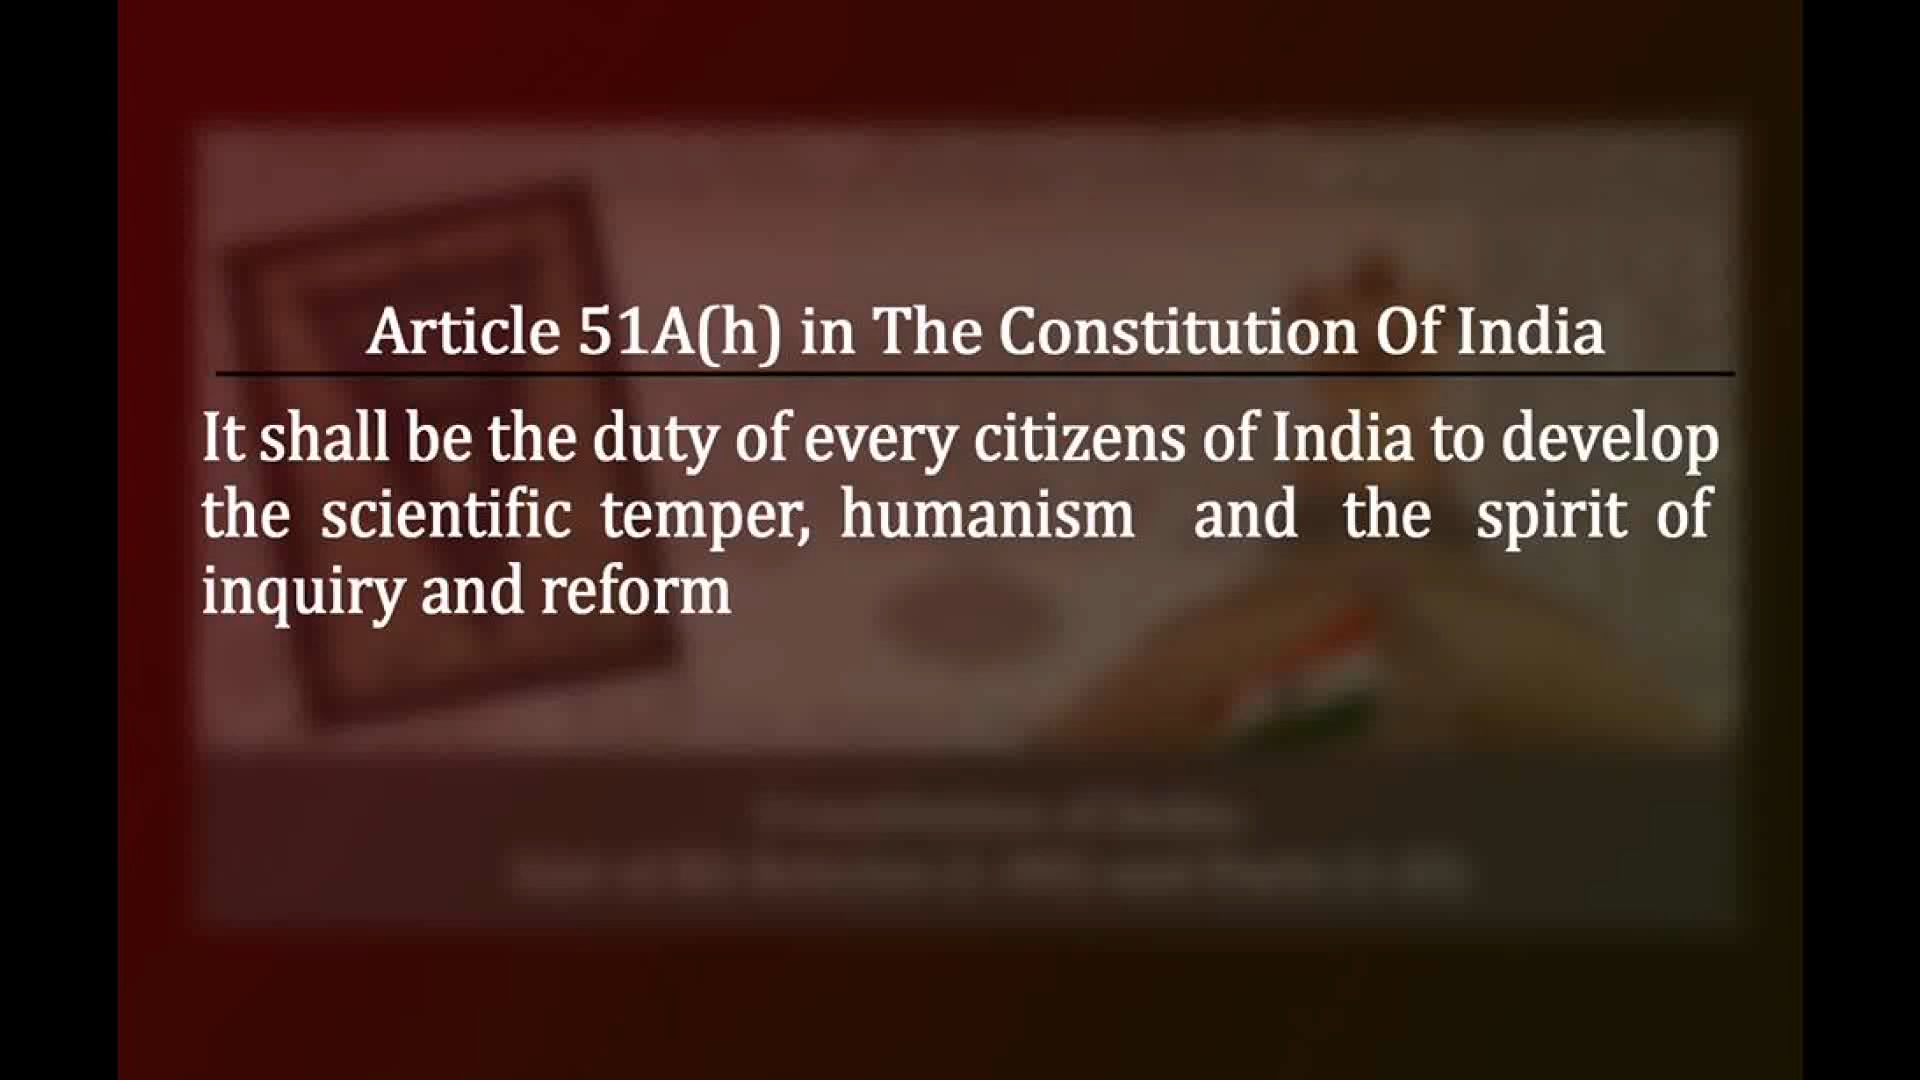 Article 51A(h) in The Constitution Of India
It shall be the duty of every citizens of India to develop
the scientific temper, humanism and the spirit of
inquiry and reform